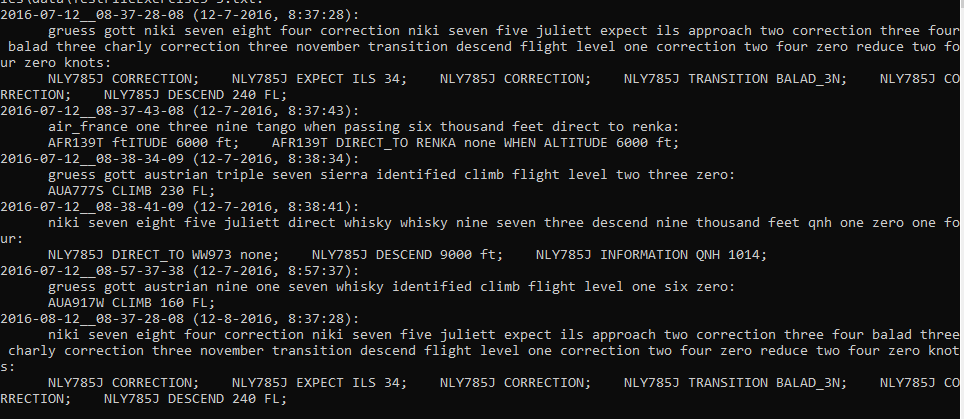 2016-07-12__08-37-28-08 (12-7-2016, 8:37:28):
gruess gott niki seven eight four correction niki seven five juliett expect ils approach two correction three four
balad three charly correction three november transition descend flight level one correction two four zero reduce two fo
ur zero knots:
NLY785J CORRECTION;    NLY785J EXPECT ILS 34;    NLY785J CORRECTION;    NLY785J TRANSITION BALAD_3N;    NLY785J CO
RRECTION;    NLY785J DESCEND 240 FL;
2016-07-12__08-37-43-08 (12-7-2016, 8:37:43):
air_france one three nine tango when passing six thousand feet direct to renka:
AFR139T ftITUDE 6000 ft;    AFR139T DIRECT_TO RENKA none WHEN ALTITUDE 6000 ft;
2016-07-12__08-38-34-09 (12-7-2016, 8:38:34):
gruess gott austrian triple seven sierra identified climb flight level two three zero:
AUA777S CLIMB 230 FL;
2016-07-12__08-38-41-09 (12-7-2016, 8:38:41):
niki seven eight five juliett direct whisky whisky nine seven three descend nine thousand feet qnh one zero one fo
ur:
NLY785J DIRECT_TO WW973 none;    NLY785J DESCEND 9000 ft;    NLY785J INFORMATION QNH 1014;
2016-07-12__08-57-37-38 (12-7-2016, 8:57:37):
gruess gott austrian nine one seven whisky identified climb flight level one six zero:
AUA917W CLIMB 160 FL;
2016-08-12__08-37-28-08 (12-8-2016, 8:37:28):
niki seven eight four correction niki seven five juliett expect ils approach two correction three four balad three
charly correction three november transition descend flight level one correction two four zero reduce two four zero knot
s:
NLY785J CORRECTION;    NLY785J EXPECT ILS 34;    NLY785J CORRECTION;    NLY785J TRANSITION BALAD_3N;    NLY785J CO
RRECTION;    NLY785J DESCEND 240 FL;